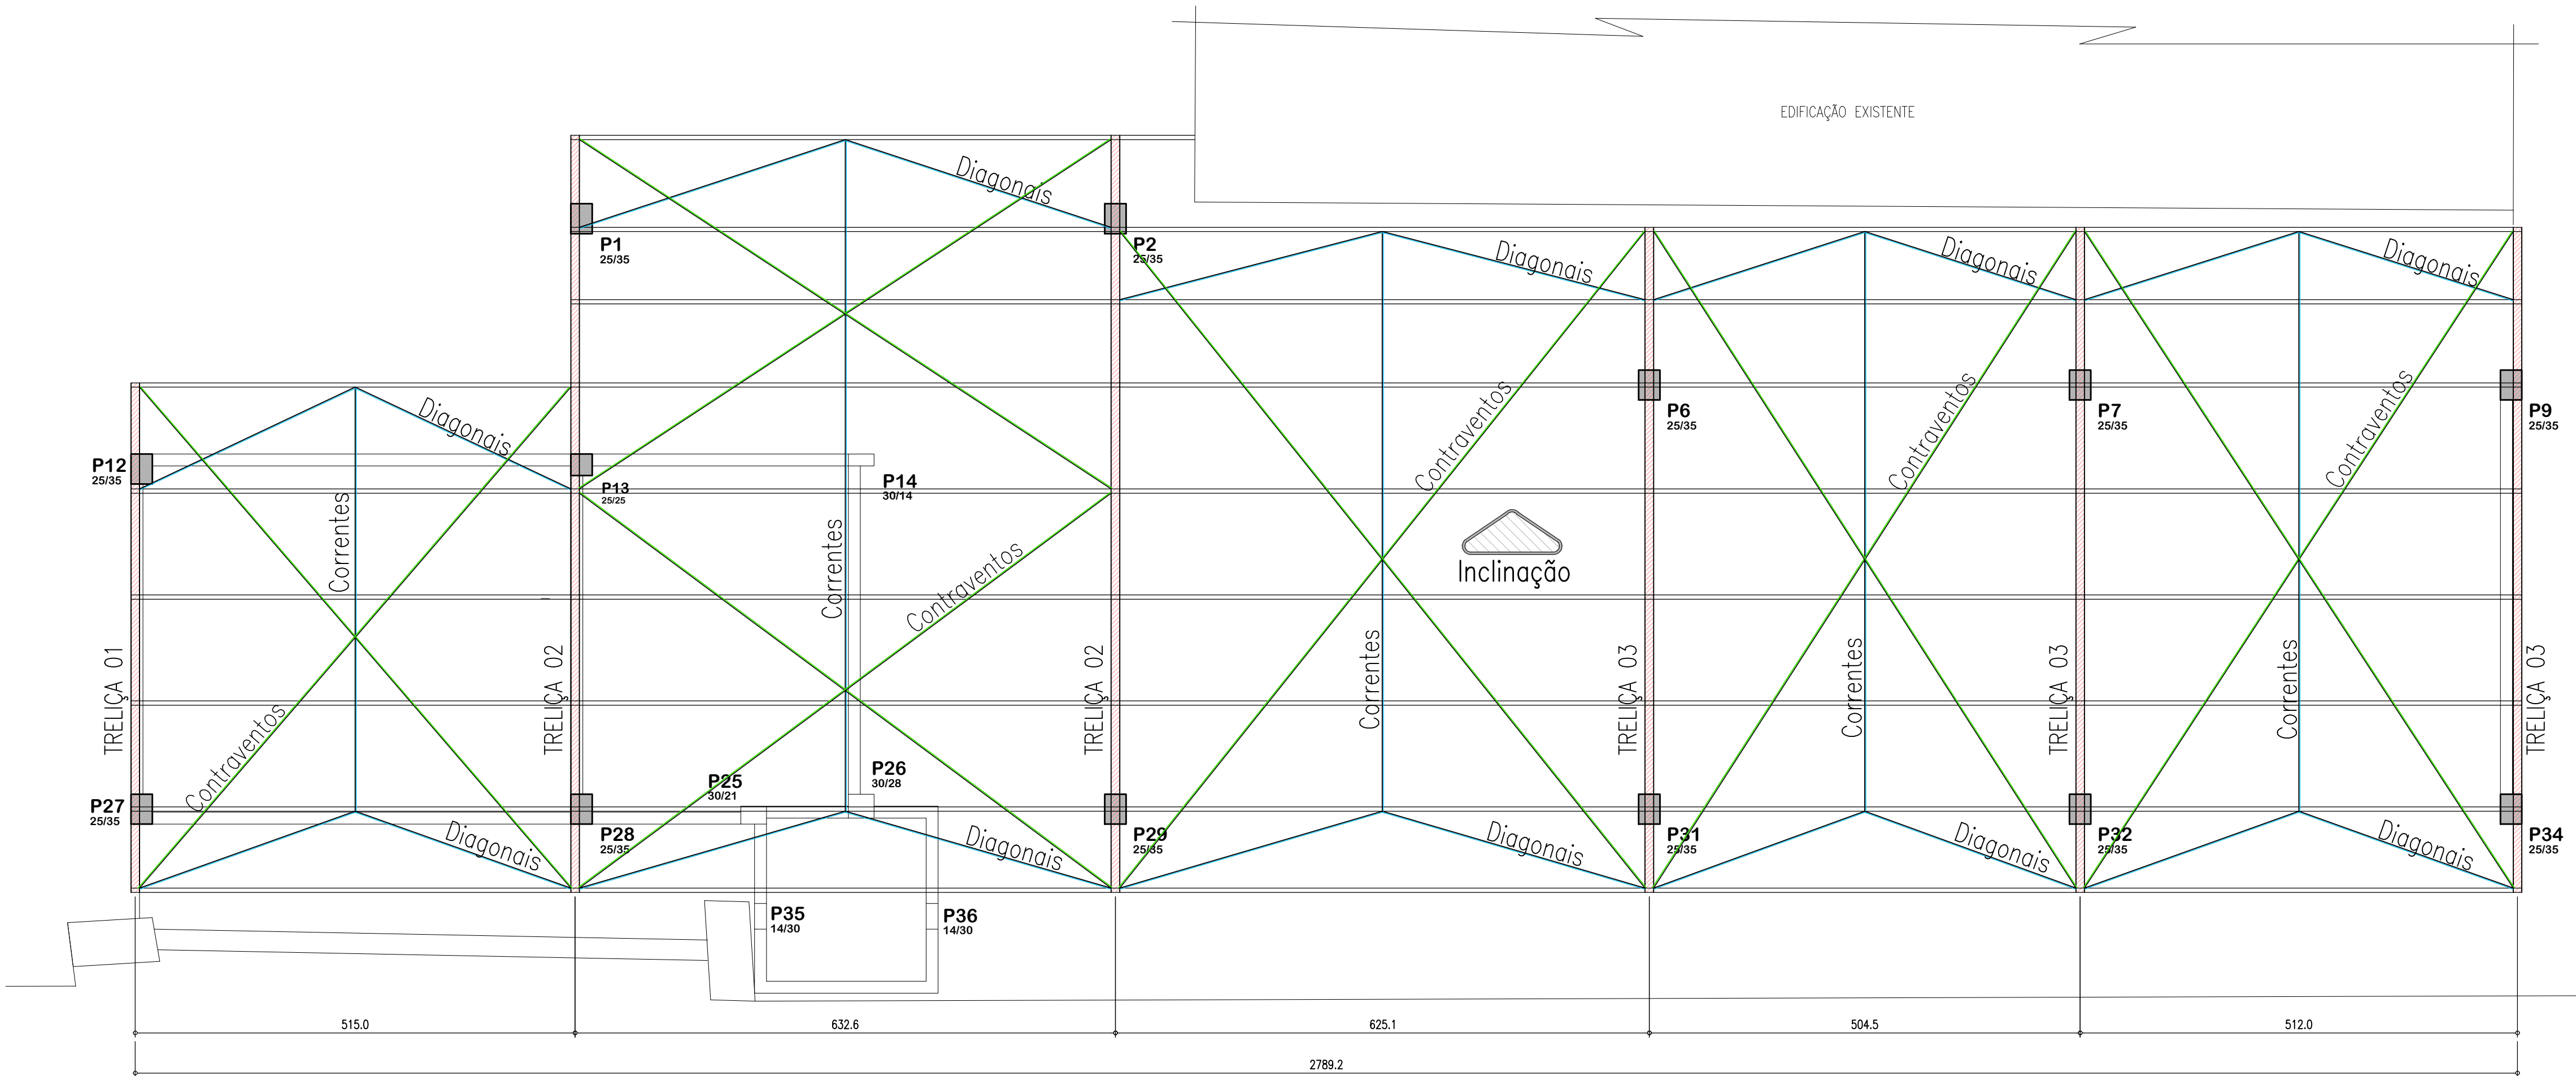 EDIFICAÇÃO EXISTENTE
Diagonais
P1
25/35
P2
25/35
Diagonais
Diagonais
Diagonais
Diagonais
P6
25/35
P7
25/35
P9
25/35
Contraventos
Contraventos
Contraventos
P12
25/35
P13
25/25
P14
30/14
Correntes
Correntes
Contraventos
Inclinação
TRELIÇA 01
TRELIÇA 02
TRELIÇA 02
TRELIÇA 03
TRELIÇA 03
TRELIÇA 03
Correntes
Correntes
Correntes
Contraventos
P25
30/21
P26
30/28
P27
25/35
P28
25/35
P29
25/35
P31
25/35
P32
25/35
P34
25/35
Diagonais
Diagonais
Diagonais
Diagonais
Diagonais
P35
14/30
P36
14/30
515.0
632.6
625.1
504.5
512.0
2789.2